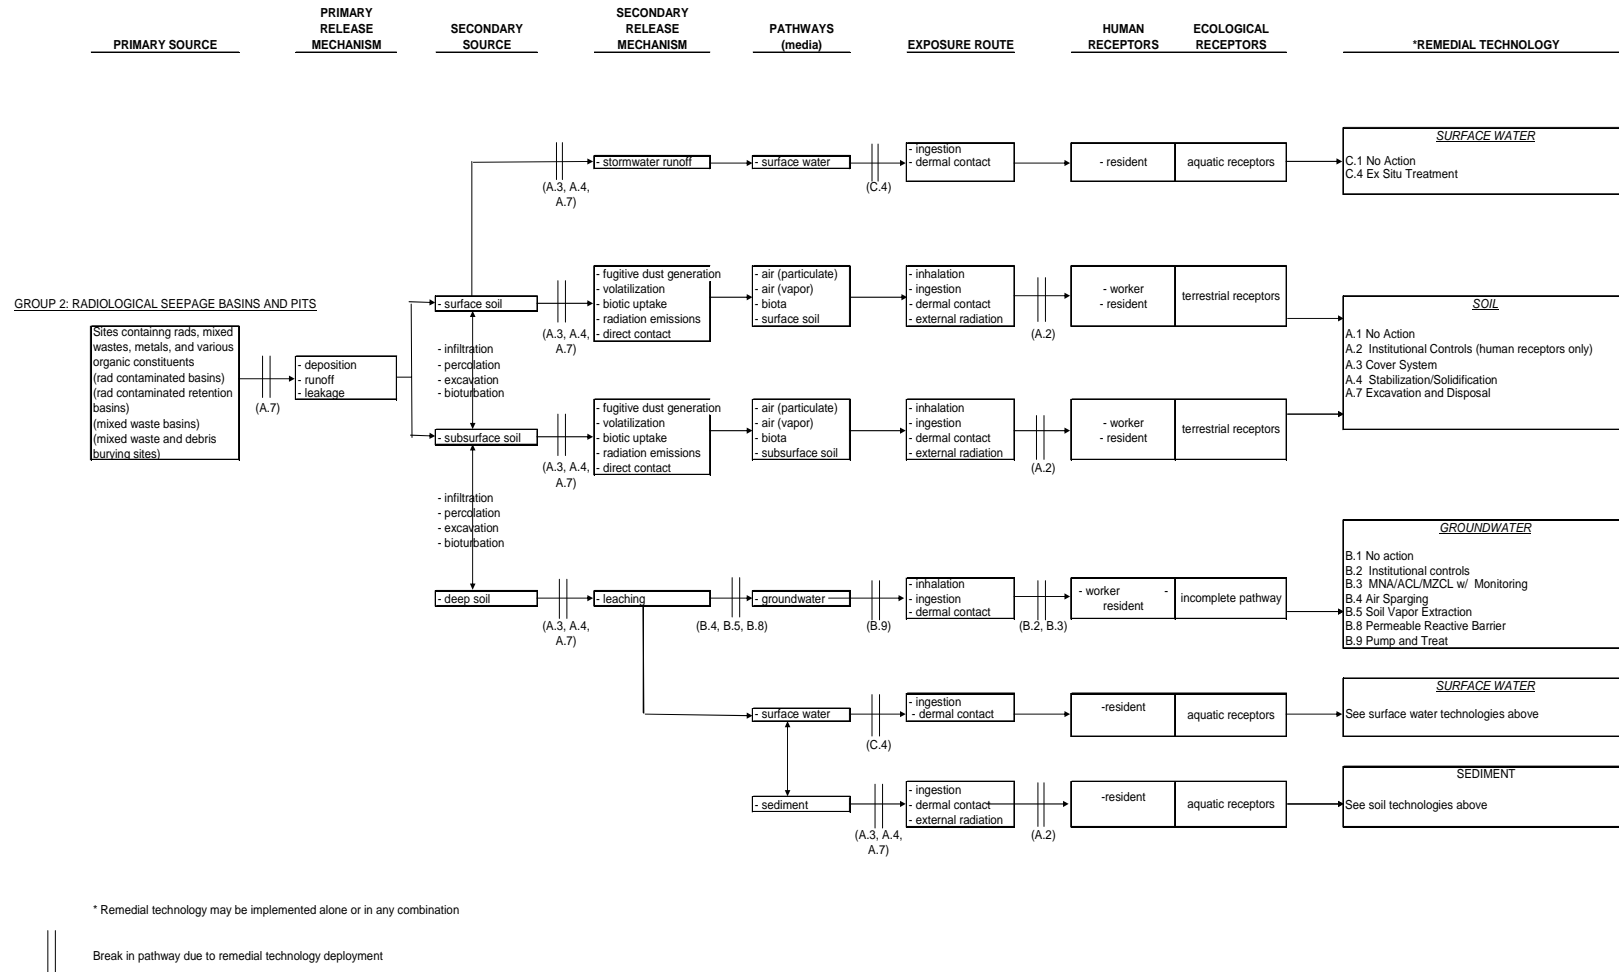 PRIMARY SOURCE
PRIMARY
RELEASE
MECHANISM
SECONDARY
SOURCE
SECONDARY
RELEASE
MECHANISM
PATHWAYS
(media)
EXPOSURE ROUTE
HUMAN
RECEPTORS
ECOLOGICAL
RECEPTORS
*REMEDIAL TECHNOLOGY
(A.3, A.4,
A.7)
- stormwater runoff
- surface water
(C.4)
- ingestion
- dermal contact
- resident
aquatic receptors
SURFACE WATER
C.1 No Action
C.4 Ex Situ Treatment
GROUP 2: RADIOLOGICAL SEEPAGE BASINS AND PITS
Sites containng rads, mixed
wastes, metals, and various
organic constituents
(rad contaminated basins)
(rad contaminated retention
basins)
(mixed waste basins)
(mixed waste and debris
burying sites)
(A.7)
- deposition
- runoff
- leakage
- surface soil
- infiltration
- percolation
- excavation
- bioturbation
(A.3, A.4,
A.7)
- fugitive dust generation
- volatilization
- biotic uptake
- radiation emissions
- direct contact
- air (particulate)
- air (vapor)
- biota
- surface soil
- inhalation
- ingestion
- dermal contact
- external radiation
(A.2)
- worker
- resident
terrestrial receptors
SOIL
A.1 No Action
A.2 Institutional Controls (human receptors only)
A.3 Cover System
A.4 Stabilization/Solidification
A.7 Excavation and Disposal
- subsurface soil
(A.3, A.4,
A.7)
- fugitive dust generation
- volatilization
- biotic uptake
- radiation emissions
- direct contact
- air (particulate)
- air (vapor)
- biota
- subsurface soil
- inhalation
- ingestion
- dermal contact
- external radiation
(A.2)
- worker
- resident
terrestrial receptors
- infiltration
- percolation
- excavation
- bioturbation
- deep soil
(A.3, A.4,
A.7)
- leaching
(B.4, B.5, B.8)
- groundwater
(B.9)
- inhalation
- ingestion
- dermal contact
(B.2, B.3)
- worker -
resident
incomplete pathway
GROUNDWATER
B.1 No action
B.2 Institutional controls
B.3 MNA/ACL/MZCL w/ Monitoring
B.4 Air Sparging
B.5 Soil Vapor Extraction
B.8 Permeable Reactive Barrier
B.9 Pump and Treat
- surface water
(C.4)
- ingestion
- dermal contact
-resident
aquatic receptors
SURFACE WATER
See surface water technologies above
- sediment
(A.3, A.4,
A.7)
- ingestion
- dermal contact
- external radiation
(A.2)
-resident
aquatic receptors
SEDIMENT
See soil technologies above
* Remedial technology may be implemented alone or in any combination
Break in pathway due to remedial technology deployment